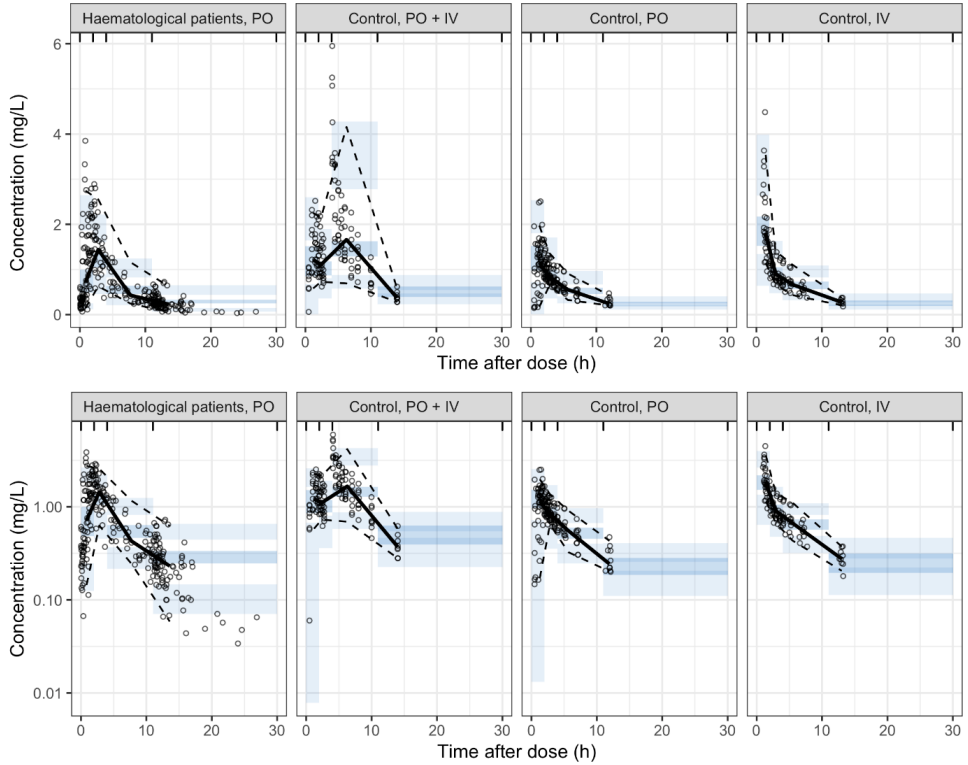 Haematological patients, PO
Control, PO + IV
Control, PO
Control, IV
6
4
2
0
Concentration (mg/L)
0 10 20 30
0 10 20 30
0 10 20 30
0 10 20 30
Time after dose (h)
Haematological patients, PO
Control, PO + IV
Control, PO
Control, IV
1.00
0.10
0.01
Concentration (mg/L)
0 10 20 30
0 10 20 30
0 10 20 30
0 10 20 30
Time after dose (h)